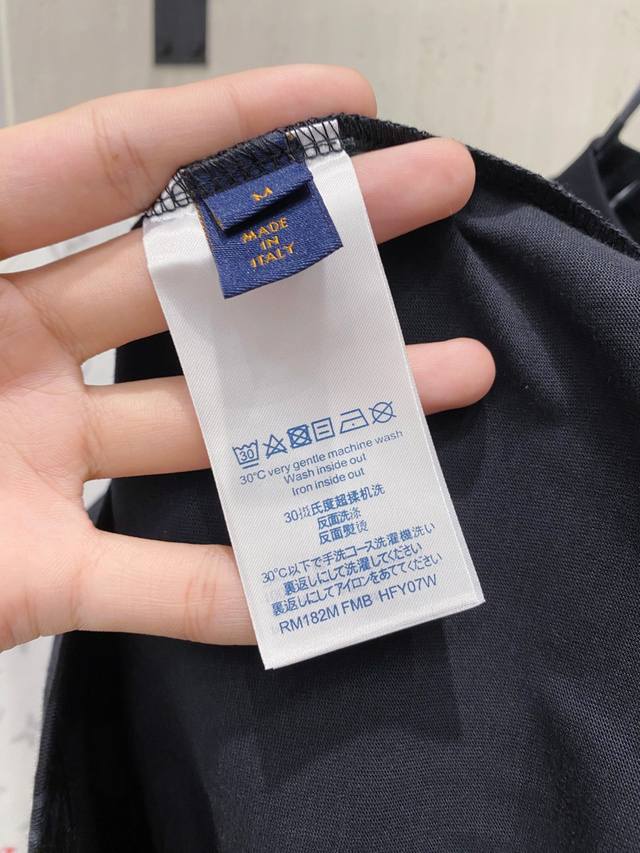 M
MADE
IN
ITALY
30
30°C very gentle machine wash
Wash inside out
Iron inside out
30摄氏度超揉机洗
反面洗涤
反面熨烫
30℃以下で手洗コース洗濯機洗い
裏返しにして洗濯してください
裏返しにしてアイロンをあててください
RM182M FMB HFY07W